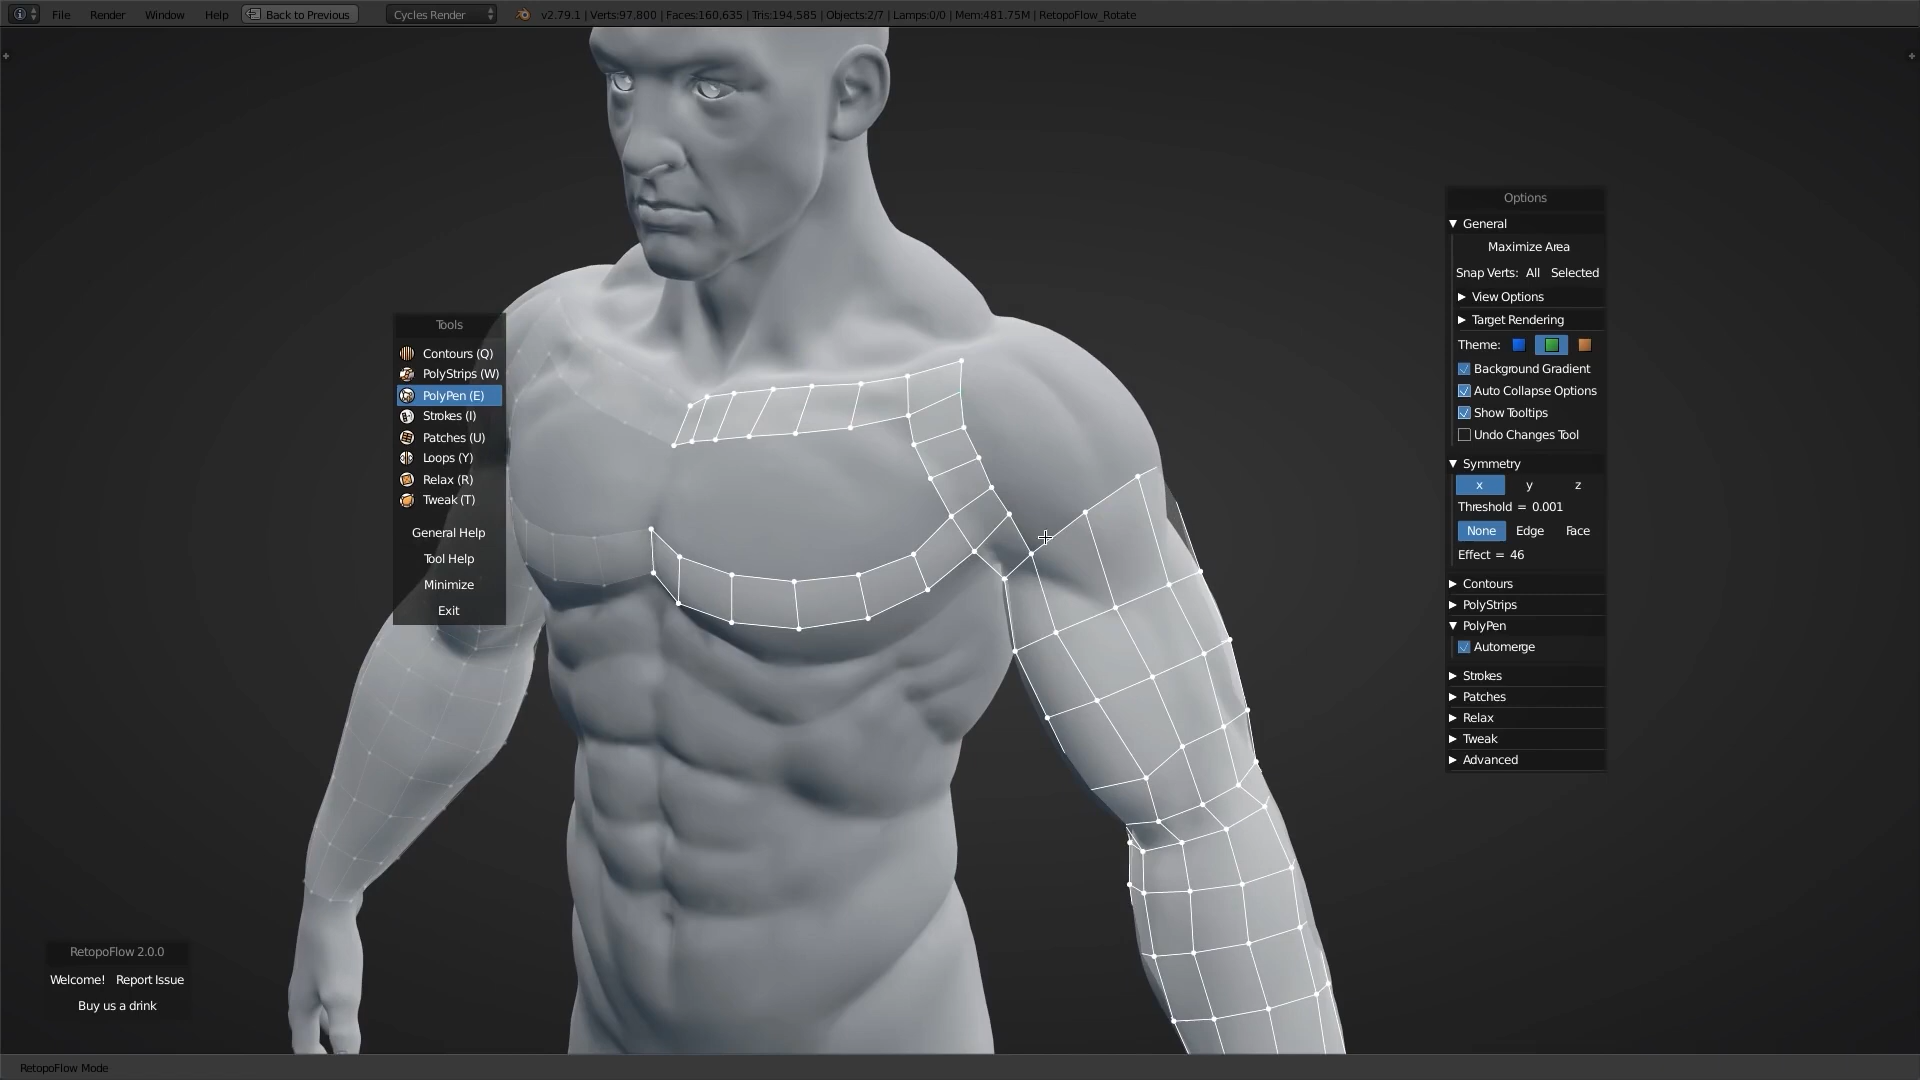 File Render Window Help Back to Previous Cycles Render v2.79.1 | Verts:97,800 | Faces:160,635 | Tris:194,585 | Objects:2/7 | Lamps:0/0 | Mem:481.75M | RetopoFlow_Rotate
Tools
Contours (Q)
PolyStrips (W)
PolyPen (E)
Strokes (I)
Patches (U)
Loops (Y)
Relax (R)
Tweak (T)
General Help
Tool Help
Minimize
Exit
Options
General
Maximize Area
Snap Verts: All Selected
View Options
Target Rendering
Theme:
Background Gradient
Auto Collapse Options
Show Tooltips
Undo Changes Tool
Symmetry
x y z
Threshold = 0.001
None Edge Face
Effect = 46
Contours
PolyStrips
PolyPen
Automerge
Strokes
Patches
Relax
Tweak
Advanced
RetopoFlow 2.0.0
Welcome! Report Issue
Buy us a drink
RetopoFlow Mode